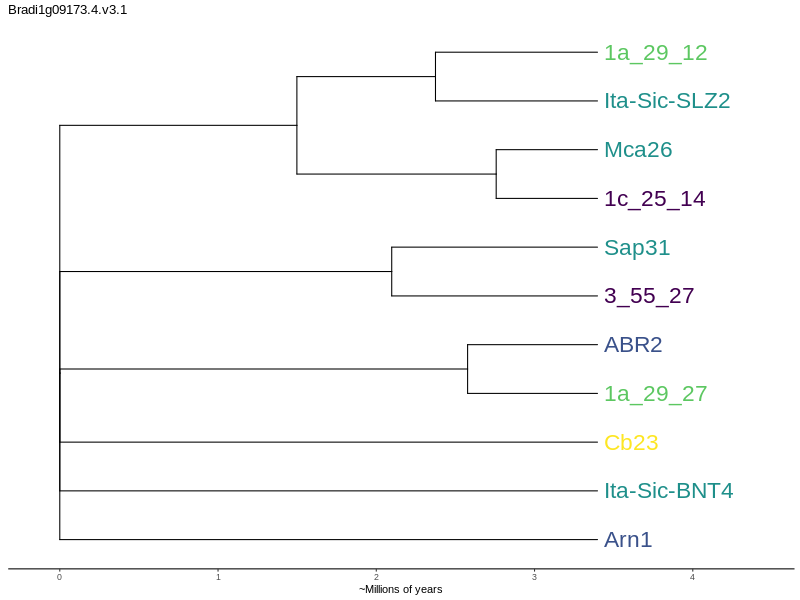 Bradi1g09173.4.v3.1
1a_29_12
Ita-Sic-SLZ2
Mca26
1c_25_14
Sap31
3_55_27
ABR2
1a_29_27
Cb23
Ita-Sic-BNT4
Arn1
0 1 2 3 4
~Millions of years